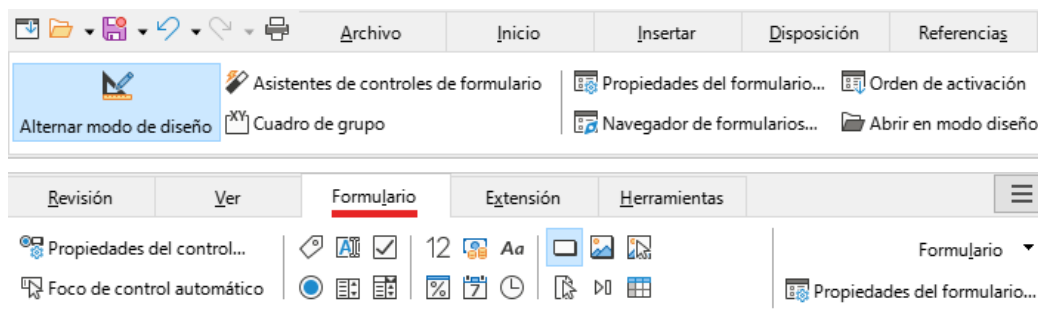 Archivo Inicio Insertar Disposición Referencias
Asistentes de controles de formulario Propiedades del formulario... Orden de activación
Alternar modo de diseño XY Cuadro de grupo Navegador de formularios... Abrir en modo diseño
Revisión Ver Formulario Extensión Herramientas
Propiedades del control... 12 Aa Formulario
Foco de control automático % 7 Propiedades del formulario...